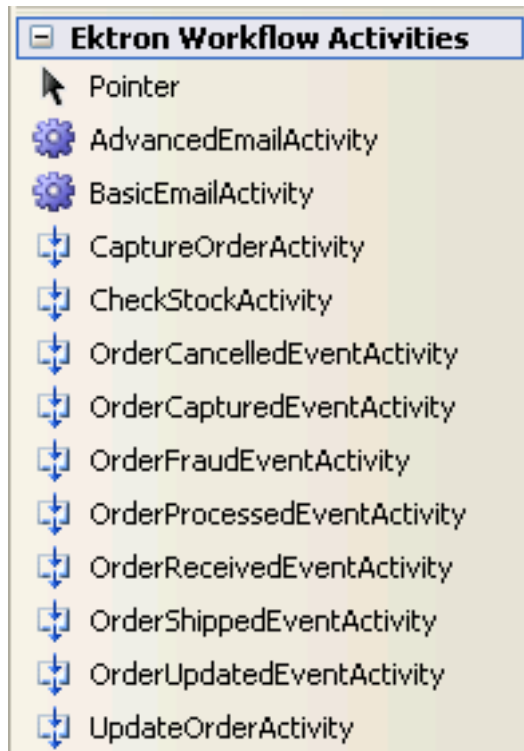 Ektron Workflow Activities
Pointer
AdvancedEmailActivity
BasicEmailActivity
CaptureOrderActivity
CheckStockActivity
OrderCancelledEventActivity
OrderCapturedEventActivity
OrderFraudEventActivity
OrderProcessedEventActivity
OrderReceivedEventActivity
OrderShippedEventActivity
OrderUpdatedEventActivity
UpdateOrderActivity